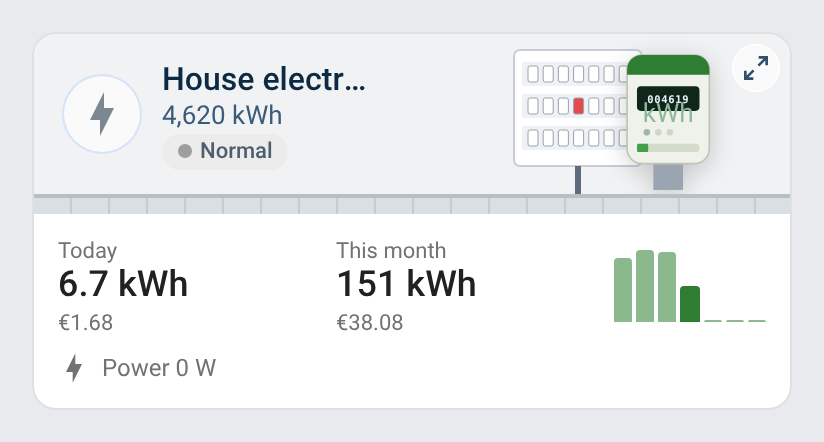 House electr…
4,620 kWh
Normal
004619
kWh
Today
6.7 kWh
€1.68
This month
151 kWh
€38.08
Power 0 W